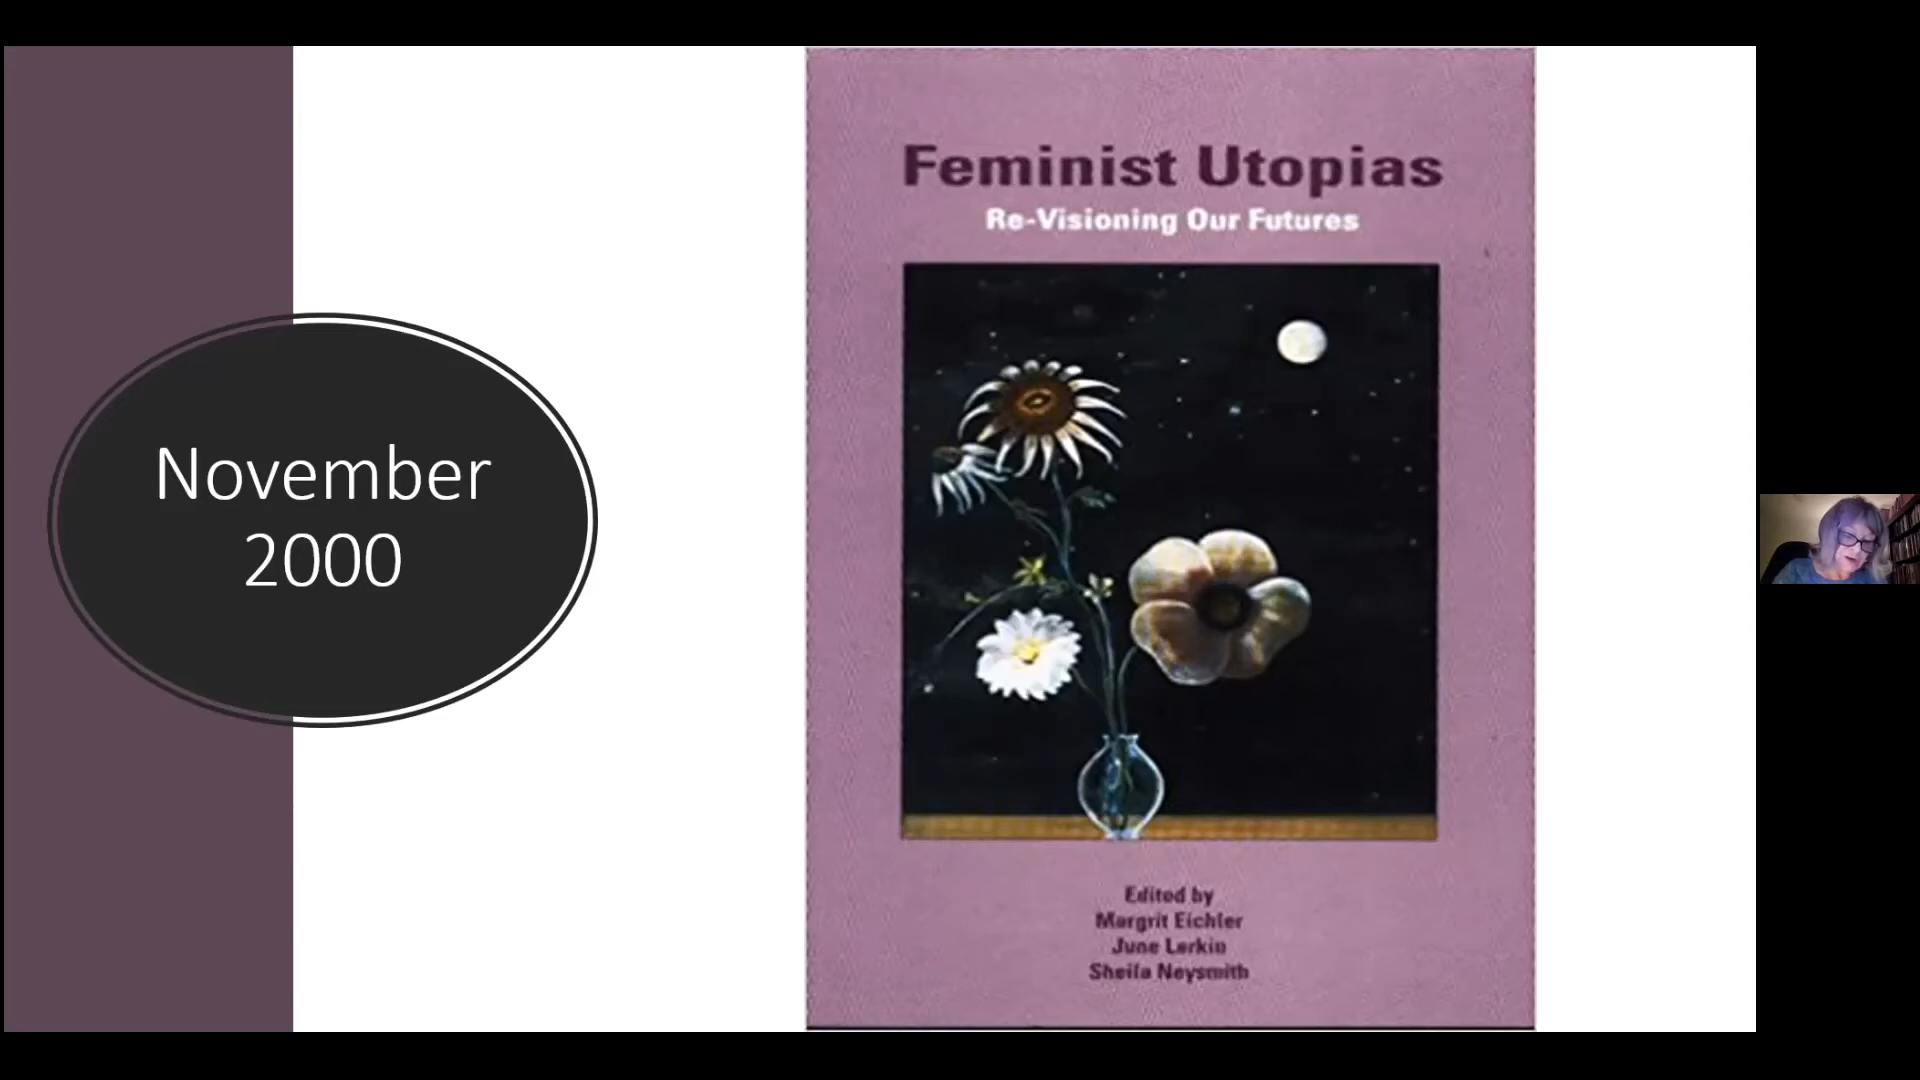 November
2000
Feminist Utopias
Re-Visioning Our Futures
Edited by
Margrit Eichler
June Larkin
Sheila Neysmith